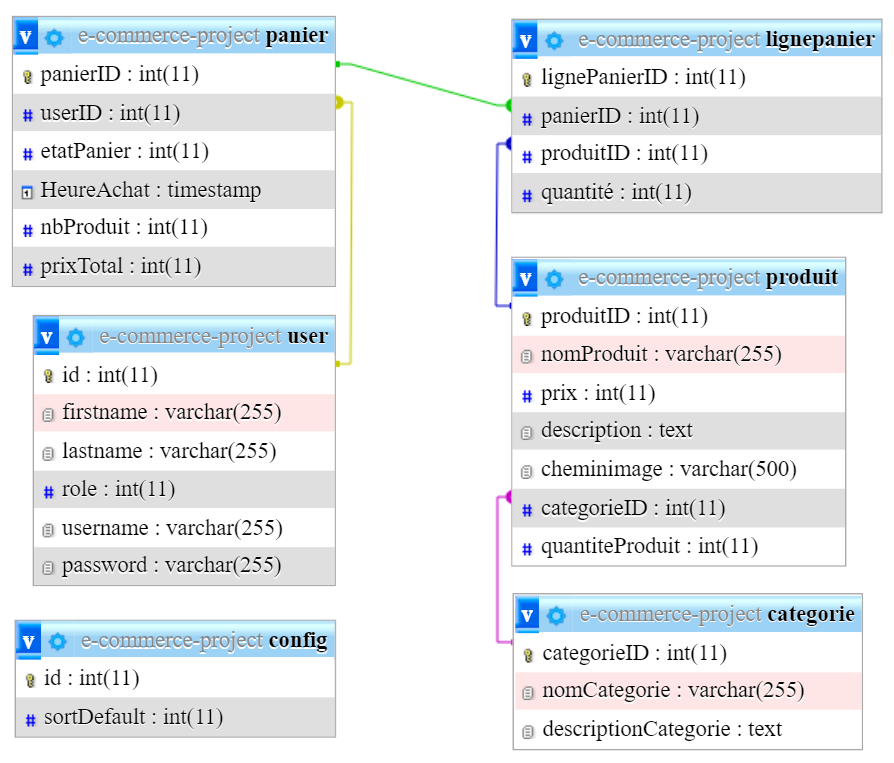 v e-commerce-project panier
panierID : int(11)
# userID : int(11)
# etatPanier : int(11)
1 HeureAchat : timestamp
# nbProduit : int(11)
# prixTotal : int(11)
v e-commerce-project user
id : int(11)
firstname : varchar(255)
lastname : varchar(255)
# role : int(11)
username : varchar(255)
password : varchar(255)
v e-commerce-project config
id : int(11)
# sortDefault : int(11)
v e-commerce-project lignepanier
lignePanierID : int(11)
# panierID : int(11)
# produitID : int(11)
# quantité : int(11)
v e-commerce-project produit
produitID : int(11)
nomProduit : varchar(255)
# prix : int(11)
description : text
cheminimage : varchar(500)
# categorieID : int(11)
# quantiteProduit : int(11)
v e-commerce-project categorie
categorieID : int(11)
nomCategorie : varchar(255)
descriptionCategorie : text